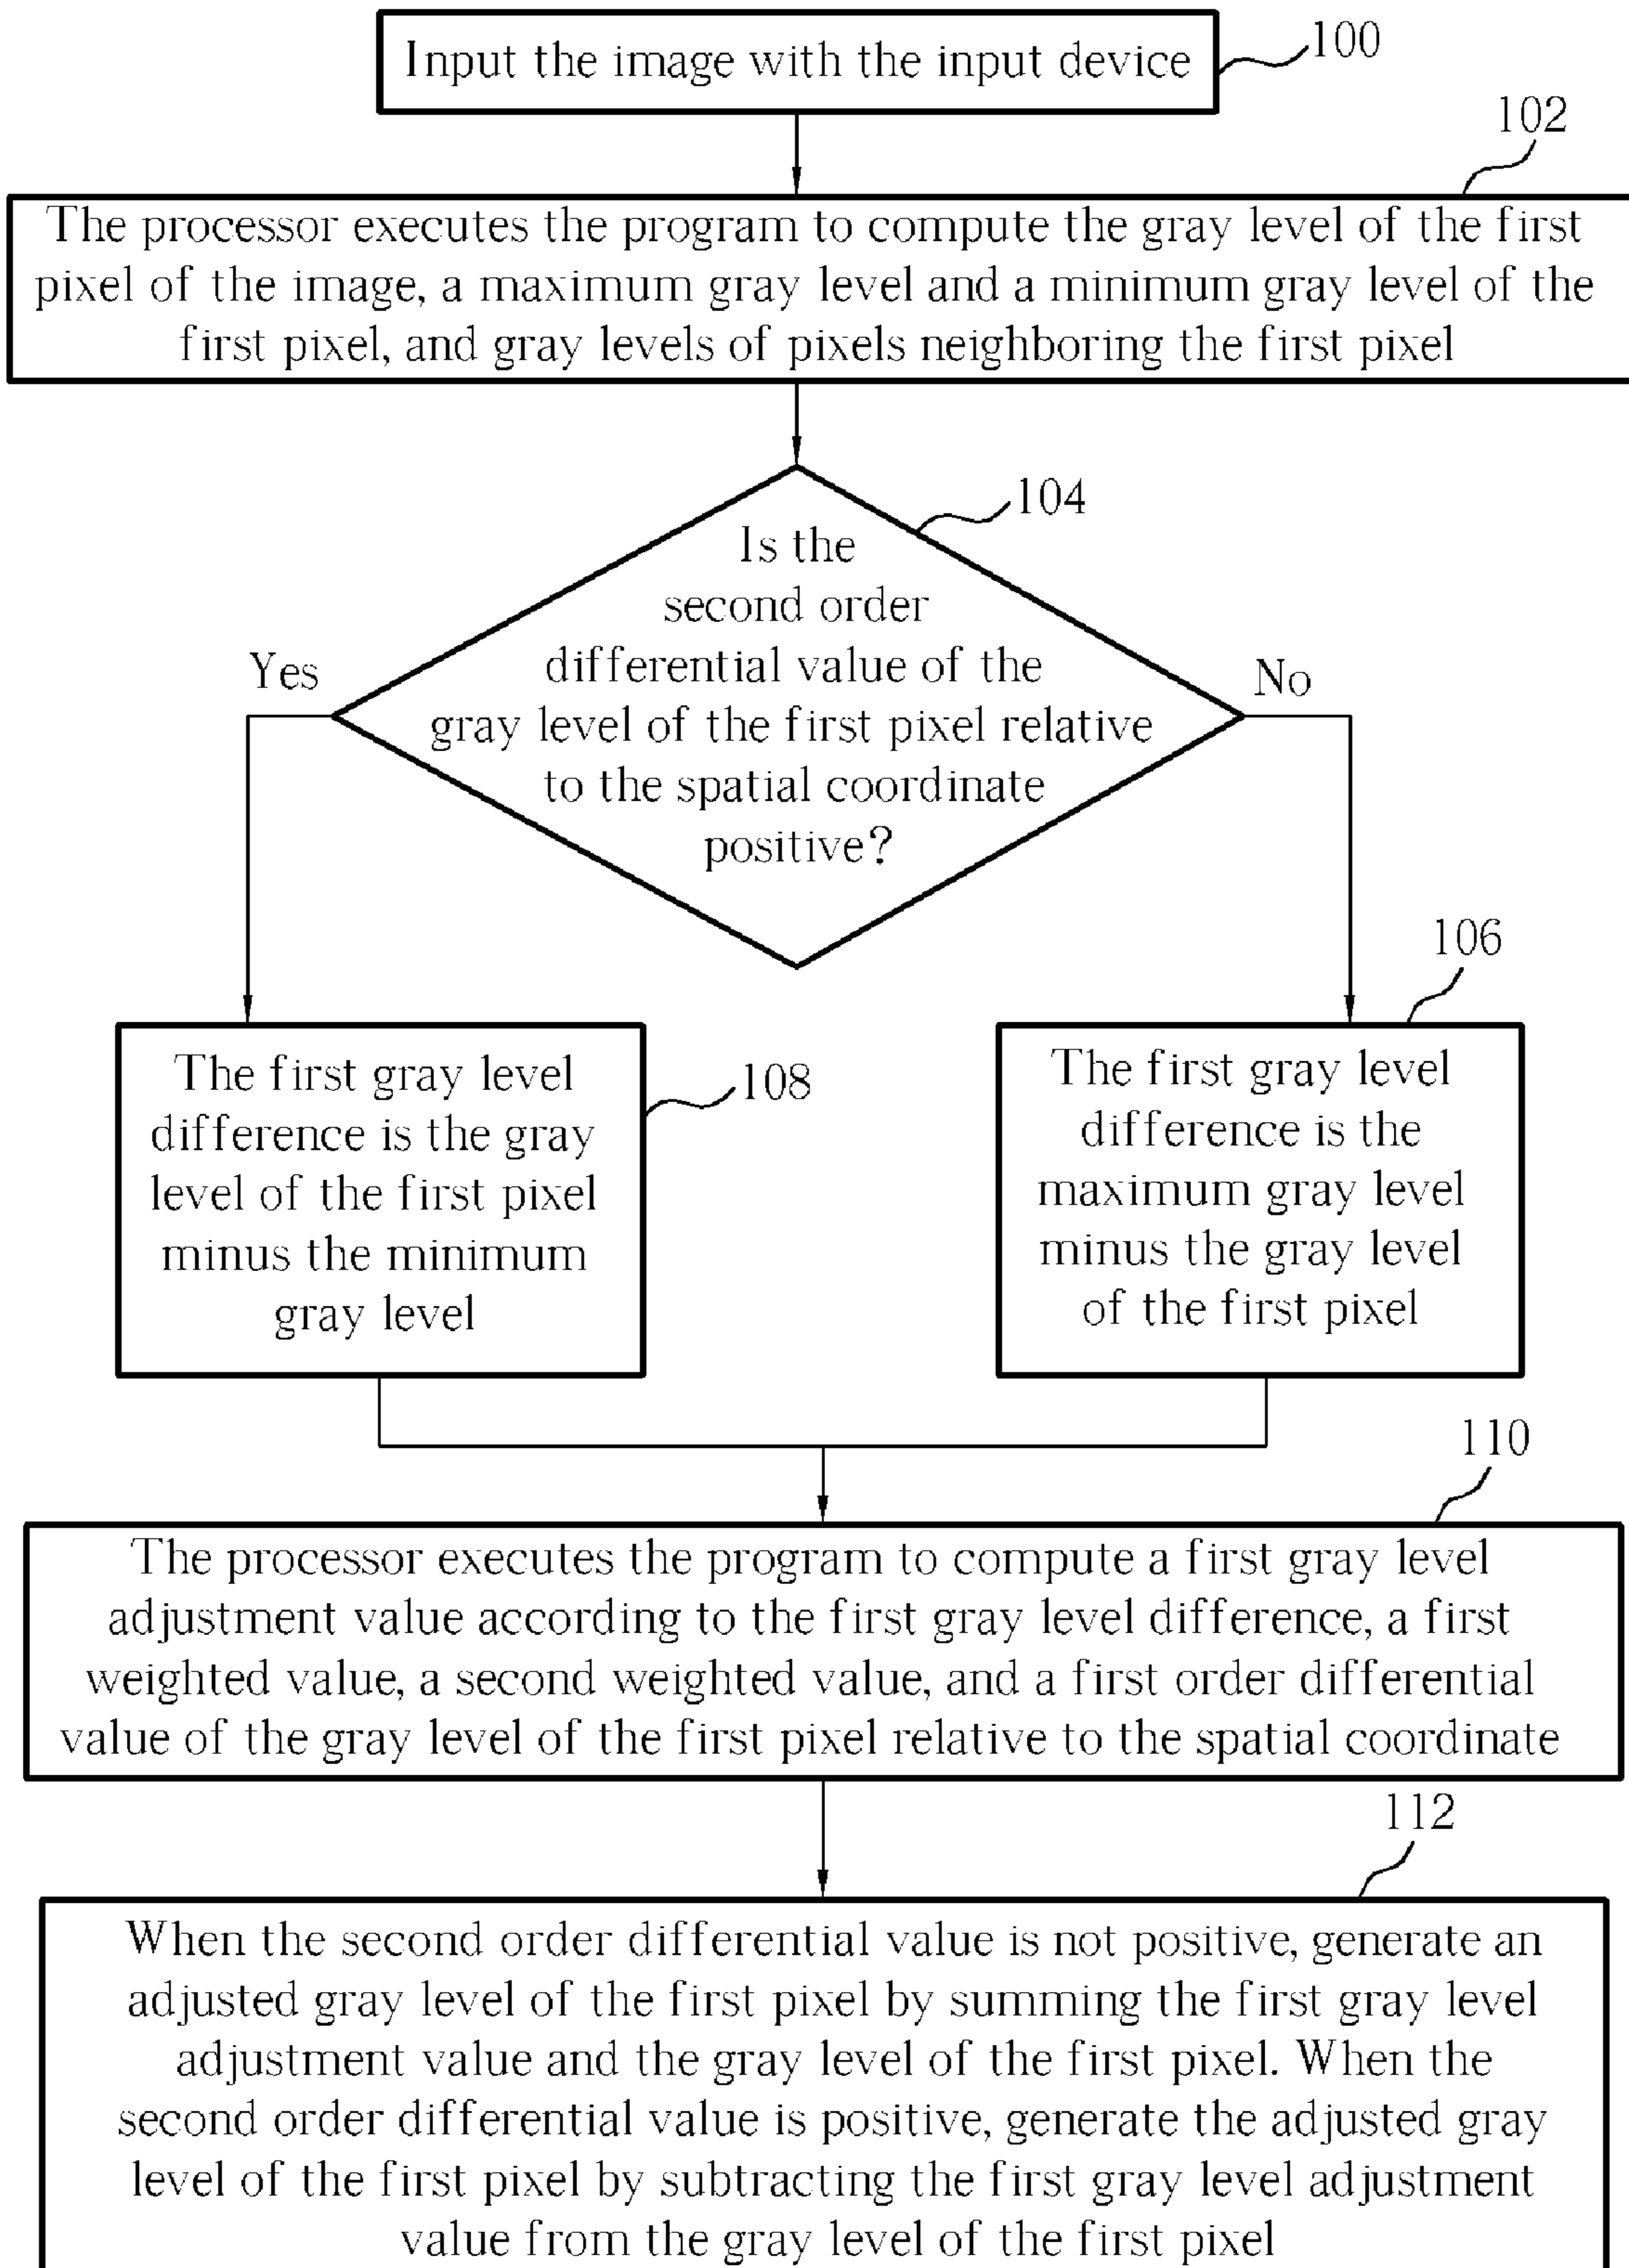 Input the image with the input device
100
102
The processor executes the program to compute the gray level of the first
pixel of the image, a maximum gray level and a minimum gray level of the
first pixel, and gray levels of pixels neighboring the first pixel
104
Is the
second order
differential value of the
gray level of the first pixel relative
to the spatial coordinate
positive?
Yes
No
106
The first gray level
difference is the gray
level of the first pixel
minus the minimum
gray level
108
The first gray level
difference is the
maximum gray level
minus the gray level
of the first pixel
110
The processor executes the program to compute a first gray level
adjustment value according to the first gray level difference, a first
weighted value, a second weighted value, and a first order differential
value of the gray level of the first pixel relative to the spatial coordinate
112
When the second order differential value is not positive, generate an
adjusted gray level of the first pixel by summing the first gray level
adjustment value and the gray level of the first pixel. When the
second order differential value is positive, generate the adjusted gray
level of the first pixel by subtracting the first gray level adjustment
value from the gray level of the first pixel